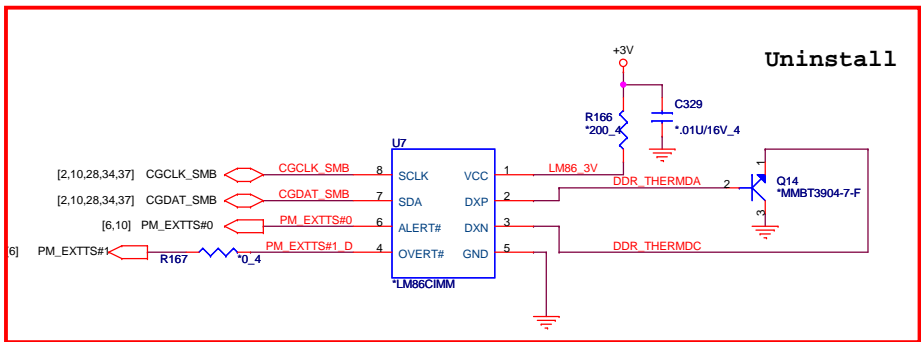 Uninstall
+3V
R166
*200_4
C329
*.01U/16V_4
U7
[2,10,28,34,37] CGCLK_SMB CGCLK_SMB 8 SCLK VCC 1 LM86_3V
[2,10,28,34,37] CGDAT_SMB CGDAT_SMB 7 SDA DXP 2 DDR_THERMDA 2
1
Q14
*MMBT3904-7-F
3
[6,10] PM_EXTTS#0 PM_EXTTS#0 6 ALERT# DXN 3 DDR_THERMDC
6] PM_EXTTS#1 PM_EXTTS#1_D 4 OVERT# GND 5
R167 *0_4
*LM86CIMM